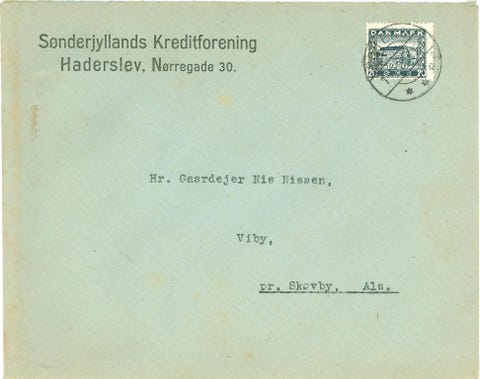 Sønderjyllands Kreditforening
Haderslev, Nørregade 30.
DANMARK
Hr. Gaardejer Nis Nissen,
Viby,
pr. Skovby, Als.